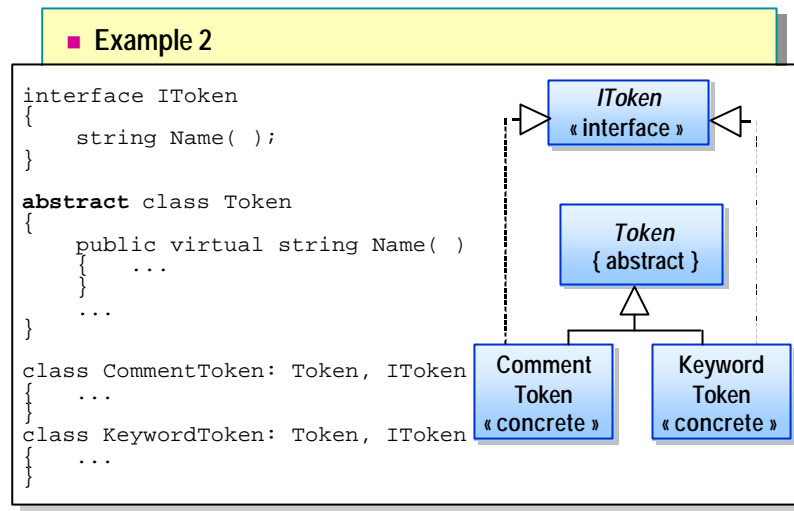 ■ Example 2
interface IToken
{
    string Name( );
}
abstract class Token
{
    public virtual string Name( )
    {   ...
    }
    ...
}
class CommentToken: Token, IToken
{   ...
}
class KeywordToken: Token, IToken
{   ...
}
IToken
« interface »
Token
{ abstract }
Comment
Token
« concrete »
Keyword
Token
« concrete »